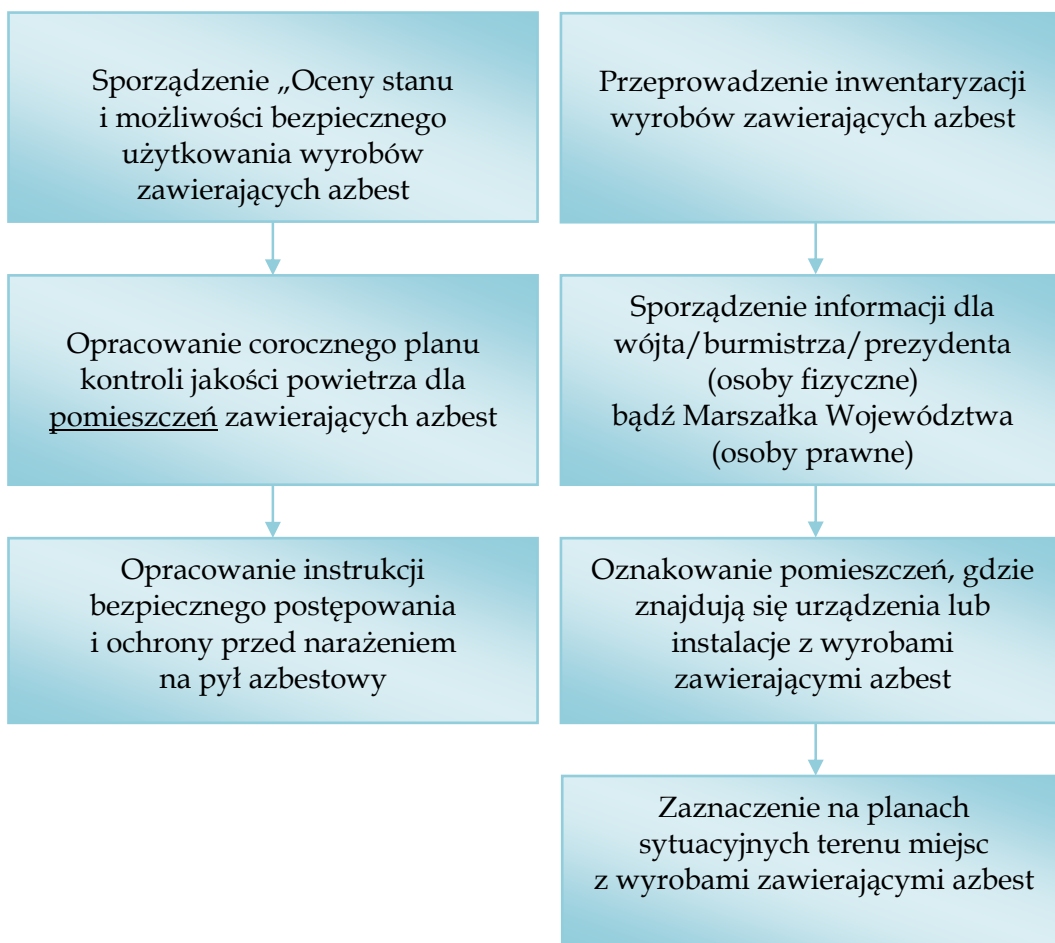 Sporządzenie „Oceny stanu
i możliwości bezpiecznego
użytkowania wyrobów
zawierających azbest
Opracowanie corocznego planu
kontroli jakości powietrza dla
pomieszczeń zawierających azbest
Opracowanie instrukcji
bezpiecznego postępowania
i ochrony przed narażeniem
na pył azbestowy
Przeprowadzenie inwentaryzacji
wyrobów zawierających azbest
Sporządzenie informacji dla
wójta/burmistrza/prezydenta
(osoby fizyczne)
bądź Marszałka Województwa
(osoby prawne)
Oznakowanie pomieszczeń, gdzie
znajdują się urządzenia lub
instalacje z wyrobami
zawierającymi azbest
Zaznaczenie na planach
sytuacyjnych terenu miejsc
z wyrobami zawierającymi azbest